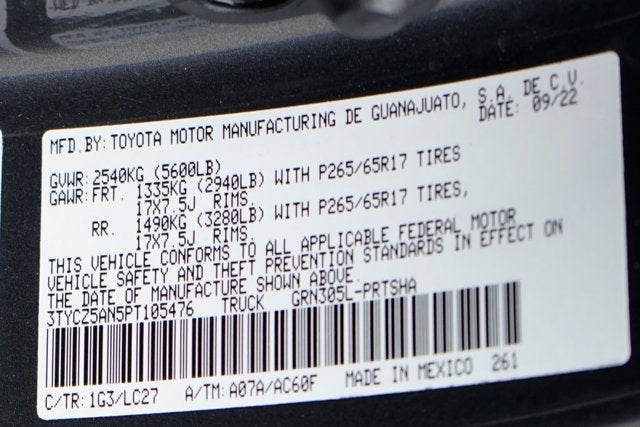 MFD.BY: TOYOTA MOTOR MANUFACTURING DE GUANAJUATO, S.A. DE C.V.
DATE: 09/22
GVWR: 2540KG (5600LB)
GAWR: FRT. 1335KG (2940LB) WITH P265/65R17 TIRES
17X7.5J RIMS,
RR. 1490KG (3280LB) WITH P265/65R17 TIRES,
17X7.5J RIMS.
THIS VEHICLE CONFORMS TO ALL APPLICABLE FEDERAL MOTOR
VEHICLE SAFETY AND THEFT PREVENTION STANDARDS IN EFFECT ON
THE DATE OF MANUFACTURE SHOWN ABOVE.
3TYCZ5AN5PT105476 TRUCK GRN305L-PRTSHA
C/TR: 1G3/LC27 A/TM: A07A/AC60F MADE IN MEXICO 261